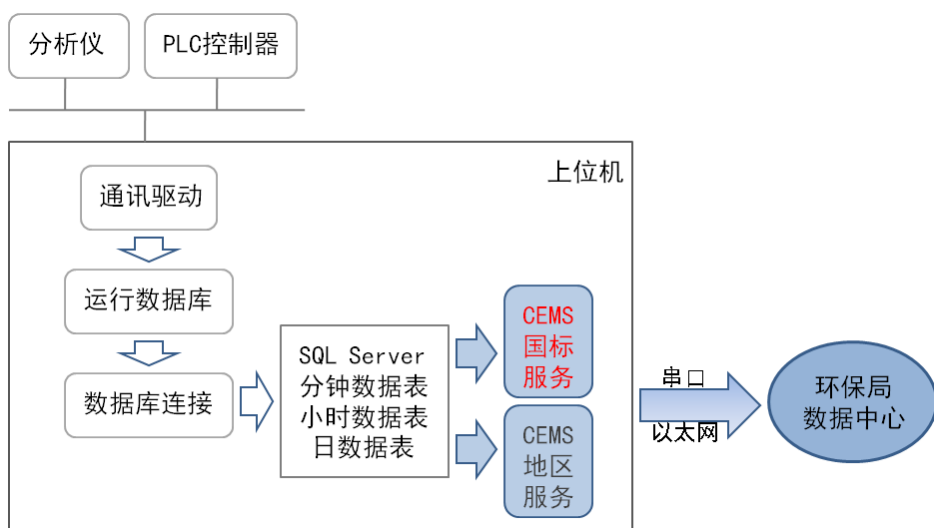 分析仪
PLC控制器
上位机
通讯驱动
运行数据库
数据库连接
SQL Server
分钟数据表
小时数据表
日数据表
CEMS
国标
服务
CEMS
地区
服务
串口
以太网
环保局
数据中心